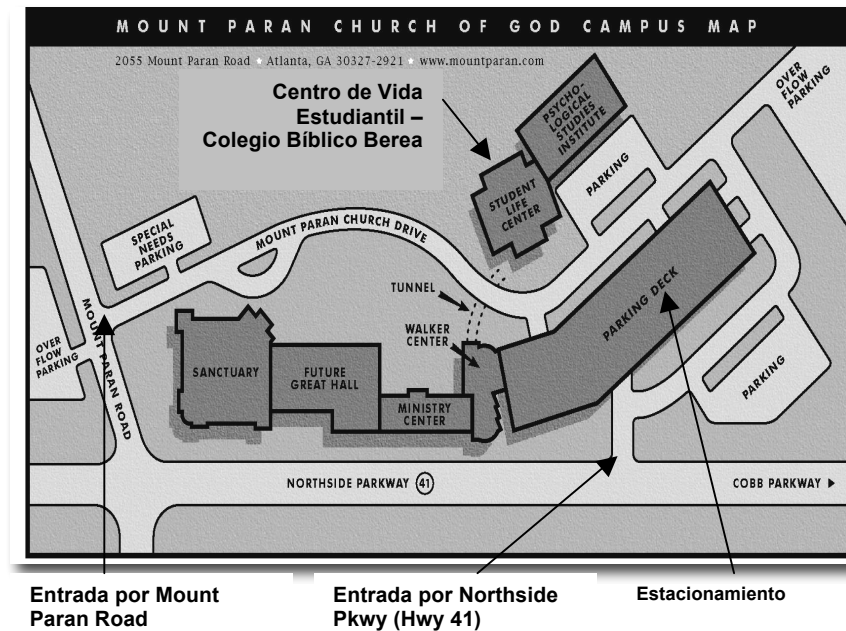 MOUNT PARAN CHURCH OF GOD CAMPUS MAP
2055 Mount Paran Road ★ Atlanta, GA 30327-2921 ★ www.mountparan.com
Centro de Vida
Estudiantil –
Colegio Bíblico Berea
PSYCHO-
LOGICAL
STUDIES
INSTITUTE
OVER
FLOW
PARKING
PARKING
STUDENT
LIFE
CENTER
SPECIAL
NEEDS
PARKING
MOUNT PARAN CHURCH DRIVE
TUNNEL
WALKER
CENTER
PARKING DECK
MOUNT PARAN ROAD
OVER
FLOW
PARKING
SANCTUARY
FUTURE
GREAT HALL
MINISTRY
CENTER
PARKING
NORTHSIDE PARKWAY 41
COBB PARKWAY ▶
Entrada por Mount
Paran Road
Entrada por Northside
Pkwy (Hwy 41)
Estacionamiento